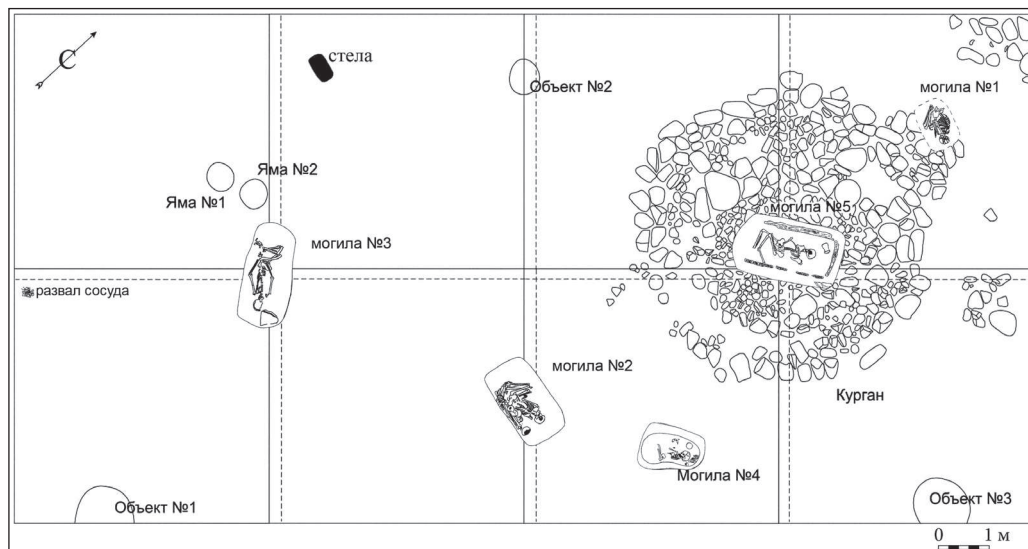 С
стела
Объект №2
могила №1
Яма №2
Яма №1
могила №5
могила №3
развал сосуда
могила №2
Курган
Могила №4
Объект №1
Объект №3
0 1 м